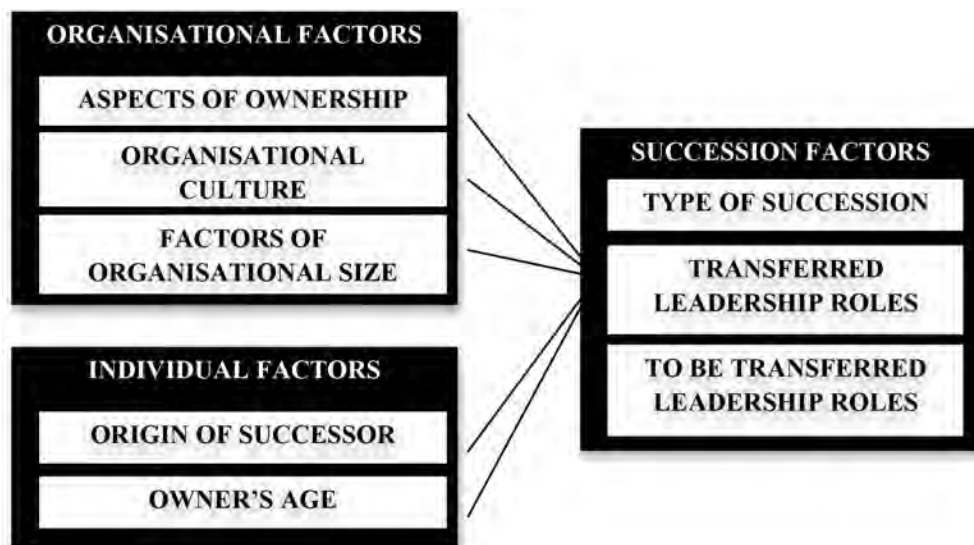 ORGANISATIONAL FACTORS
ASPECTS OF OWNERSHIP
ORGANISATIONAL
CULTURE
FACTORS OF
ORGANISATIONAL SIZE
INDIVIDUAL FACTORS
ORIGIN OF SUCCESSOR
OWNER'S AGE
SUCCESSION FACTORS
TYPE OF SUCCESSION
TRANSFERRED
LEADERSHIP ROLES
TO BE TRANSFERRED
LEADERSHIP ROLES